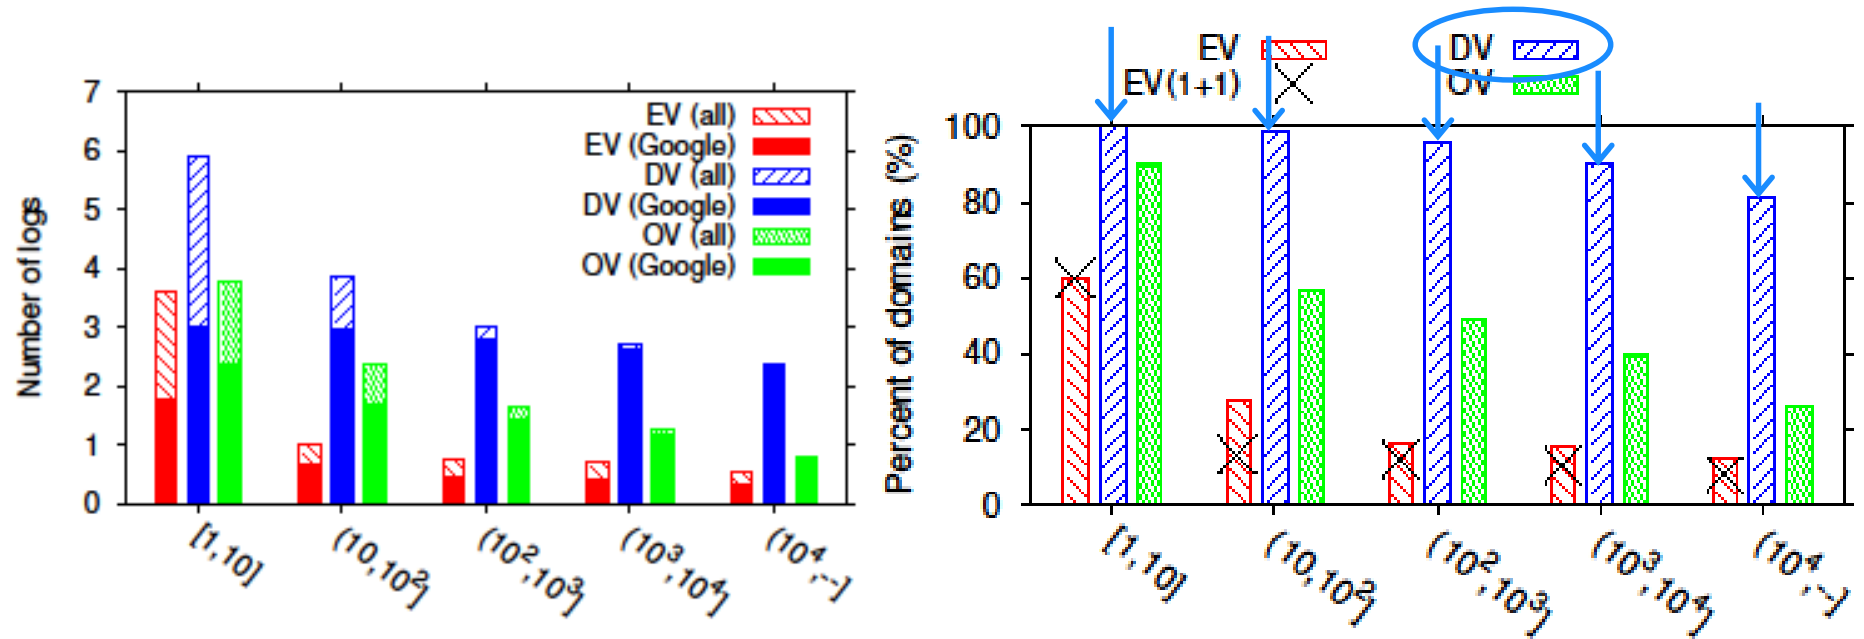 Number of logs
7
6
5
4
3
2
1
0
EV (all)
EV (Google)
DV (all)
DV (Google)
OV (all)
OV (Google)
[1,10]
(10,10²]
(10²,10³]
(10³,10⁴]
(10⁴,--]
EV
EV(1+1)
DV
OV
Percent of domains (%)
100
80
60
40
20
0
[1,10]
(10,10²]
(10²,10³]
(10³,10⁴]
(10⁴,--]